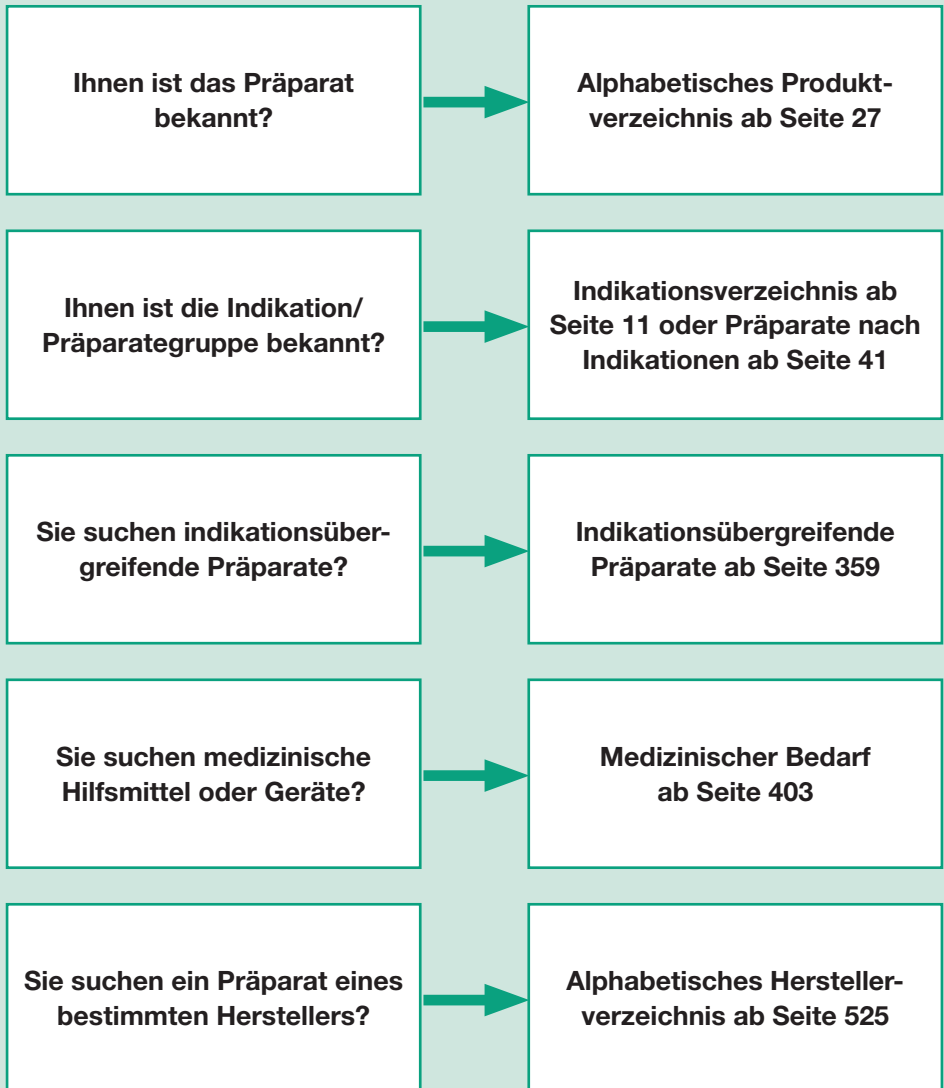 Ihnen ist das Präparat
bekannt?
Alphabetisches Produkt-
verzeichnis ab Seite 27
Ihnen ist die Indikation/
Präparategruppe bekannt?
Indikationsverzeichnis ab
Seite 11 oder Präparate nach
Indikationen ab Seite 41
Sie suchen indikationsüber-
greifende Präparate?
Indikationsübergreifende
Präparate ab Seite 359
Sie suchen medizinische
Hilfsmittel oder Geräte?
Medizinischer Bedarf
ab Seite 403
Sie suchen ein Präparat eines
bestimmten Herstellers?
Alphabetisches Hersteller-
verzeichnis ab Seite 525